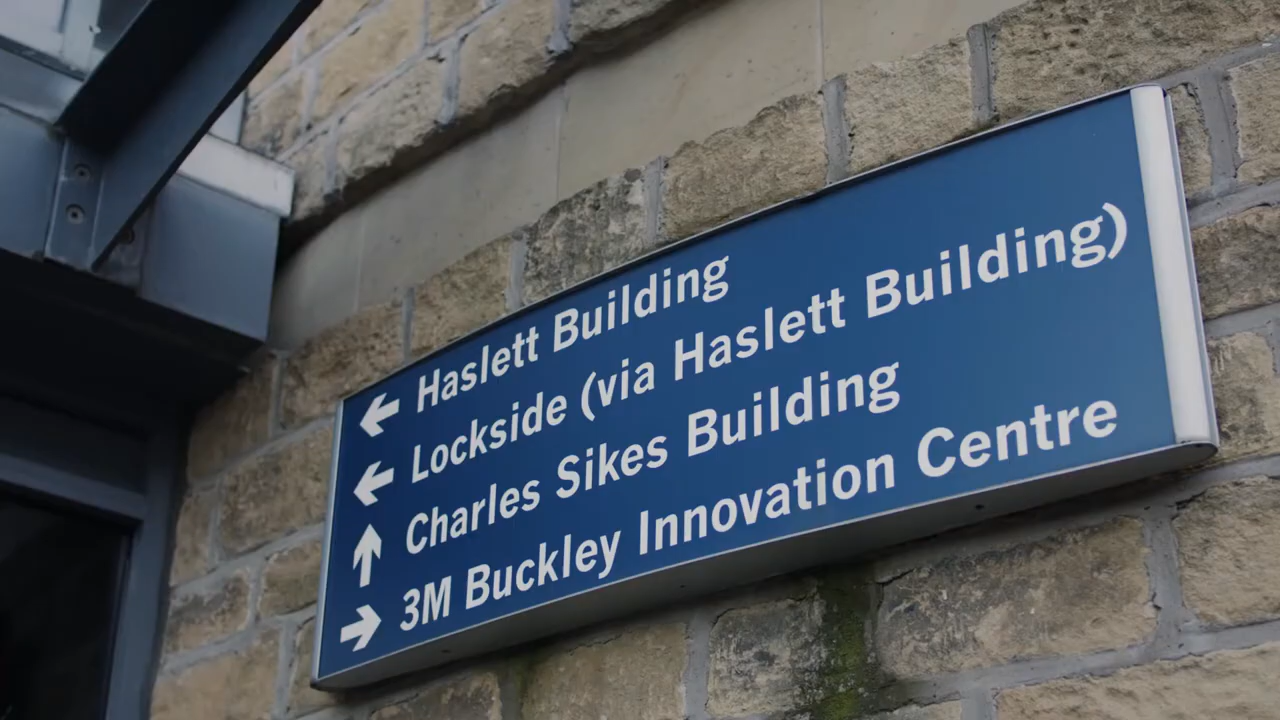 ← Haslett Building
← Lockside (via Haslett Building)
↑ Charles Sikes Building
→ 3M Buckley Innovation Centre